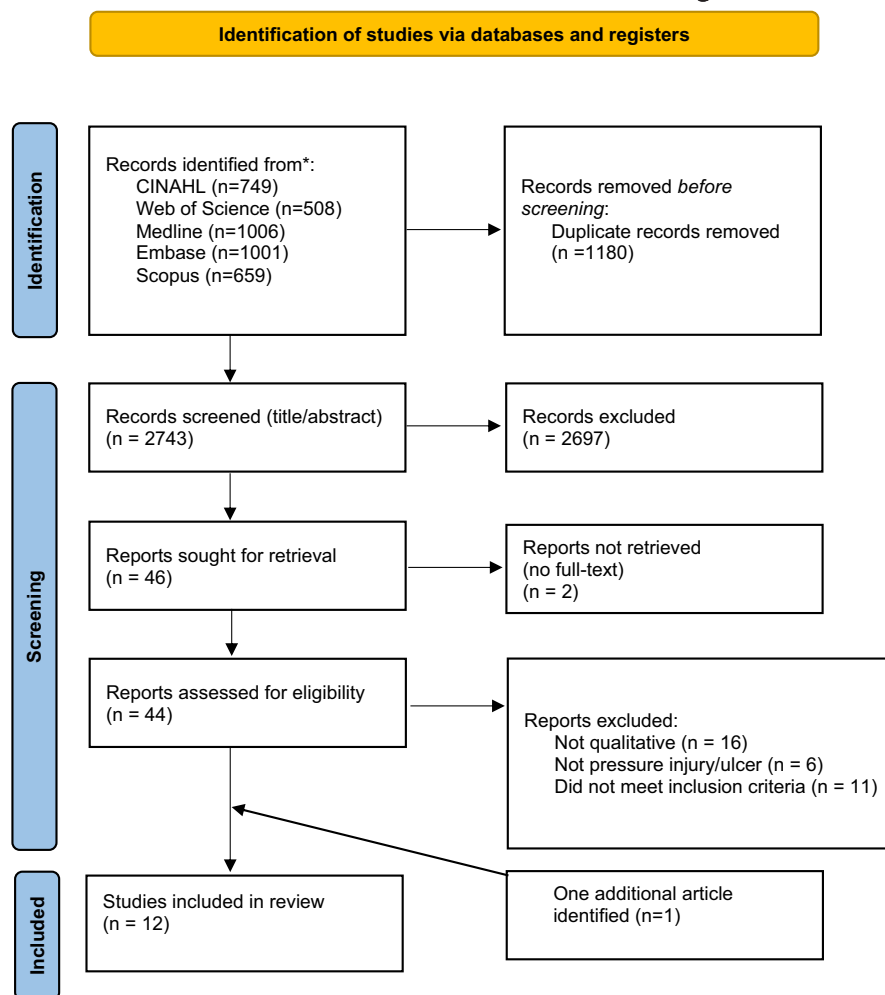 Identification of studies via databases and registers
Identification
Records identified from*:
CINAHL (n=749)
Web of Science (n=508)
Medline (n=1006)
Embase (n=1001)
Scopus (n=659)
Records removed before
screening:
Duplicate records removed
(n =1180)
Screening
Records screened (title/abstract)
(n = 2743)
Records excluded
(n = 2697)
Reports sought for retrieval
(n = 46)
Reports not retrieved
(no full-text)
(n = 2)
Reports assessed for eligibility
(n = 44)
Reports excluded:
Not qualitative (n = 16)
Not pressure injury/ulcer (n = 6)
Did not meet inclusion criteria (n = 11)
Included
Studies included in review
(n = 12)
One additional article
identified (n=1)